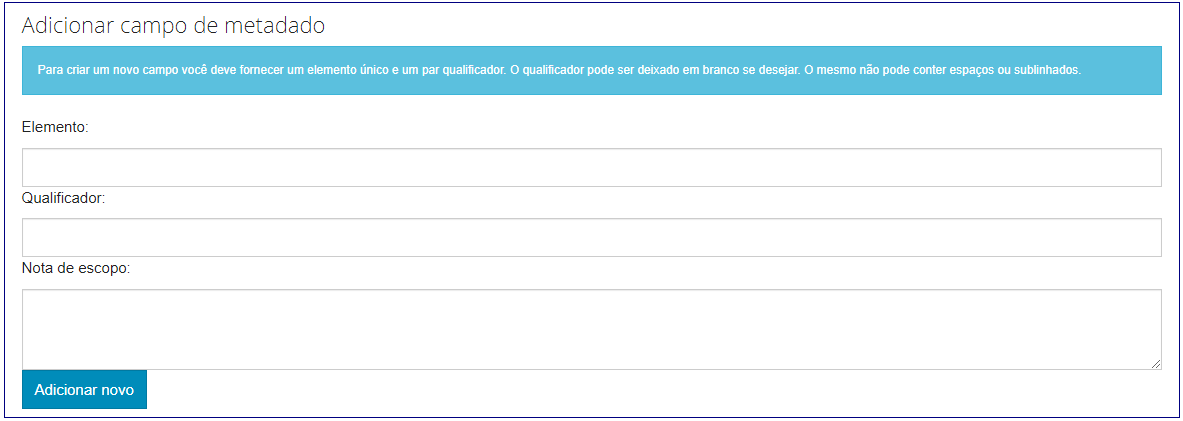 Adicionar campo de metadado
Para criar um novo campo você deve fornecer um elemento único e um par qualificador. O qualificador pode ser deixado em branco se desejar. O mesmo não pode conter espaços ou sublinhados.
Elemento:
Qualificador:
Nota de escopo:
Adicionar novo